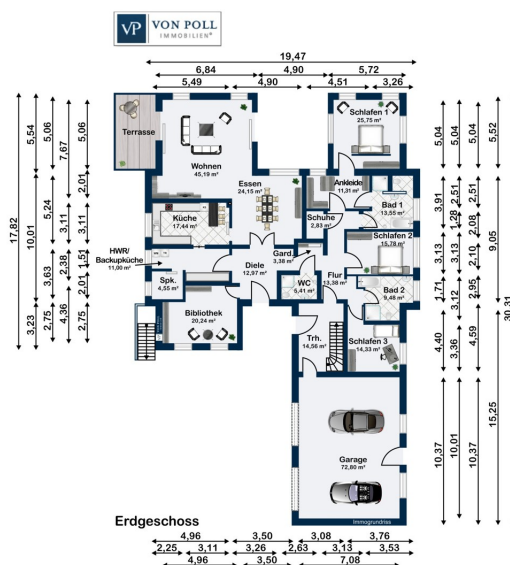 VP VON POLL
IMMOBILIEN®
19,47
6,84 4,90 5,72
5,49 4,90 4,51 3,26
Terrasse
Wohnen
45,19 m²
Essen
24,15 m²
Schlafen 1
25,75 m²
Ankleide
11,31 m²
Bad 1
13,55 m²
Schuhe
2,83 m²
Küche
17,44 m²
HWR/
Backupküche
11,00 m²
Spk.
4,55 m²
Diele
12,97 m²
Gard.
3,38 m²
WC
5,41 m²
Flur
13,38 m²
Schlafen 2
15,78 m²
Bad 2
9,48 m²
Bibliothek
20,24 m²
Trh.
14,56 m²
Schlafen 3
14,33 m²
Garage
72,80 m²
17,82
5,54
10,01
3,23
5,06
5,24
3,63
2,75
7,67
3,11
2,38
4,36
5,06
2,01
3,11
1,51
2,01
2,75
5,04
3,91
3,13
1,71
4,40
10,37
5,04
2,51
1,28
3,13
3,12
3,36
10,01
5,04
2,51
2,08
2,10
2,95
4,59
10,37
5,52
9,05
15,25
30,31
Erdgeschoss
Immogrundriss
4,96 3,50 3,08 3,76
2,25 3,11 3,26 2,63 3,13 3,53
4,96 3,50 7,08